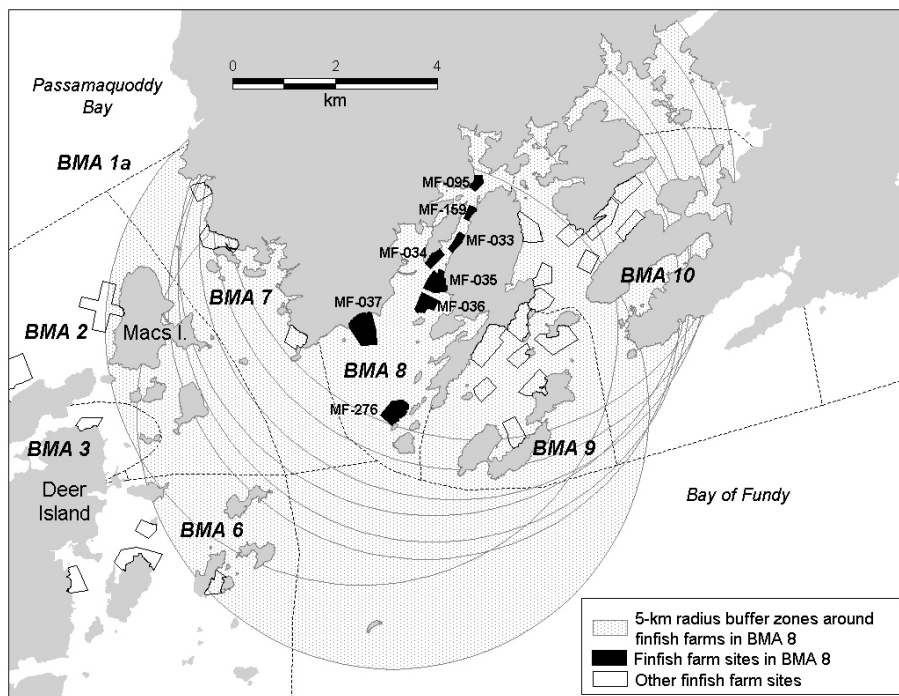 0 2 4
km
Passamaquoddy
Bay
BMA 1a
MF-095
MF-159
MF-033
MF-034
MF-035
BMA 10
BMA 7
MF-037
MF-036
BMA 2
Macs I.
BMA 8
MF-276
BMA 3
BMA 9
Deer
Island
Bay of Fundy
BMA 6
5-km radius buffer zones around
finfish farms in BMA 8
Finfish farm sites in BMA 8
Other finfish farm sites